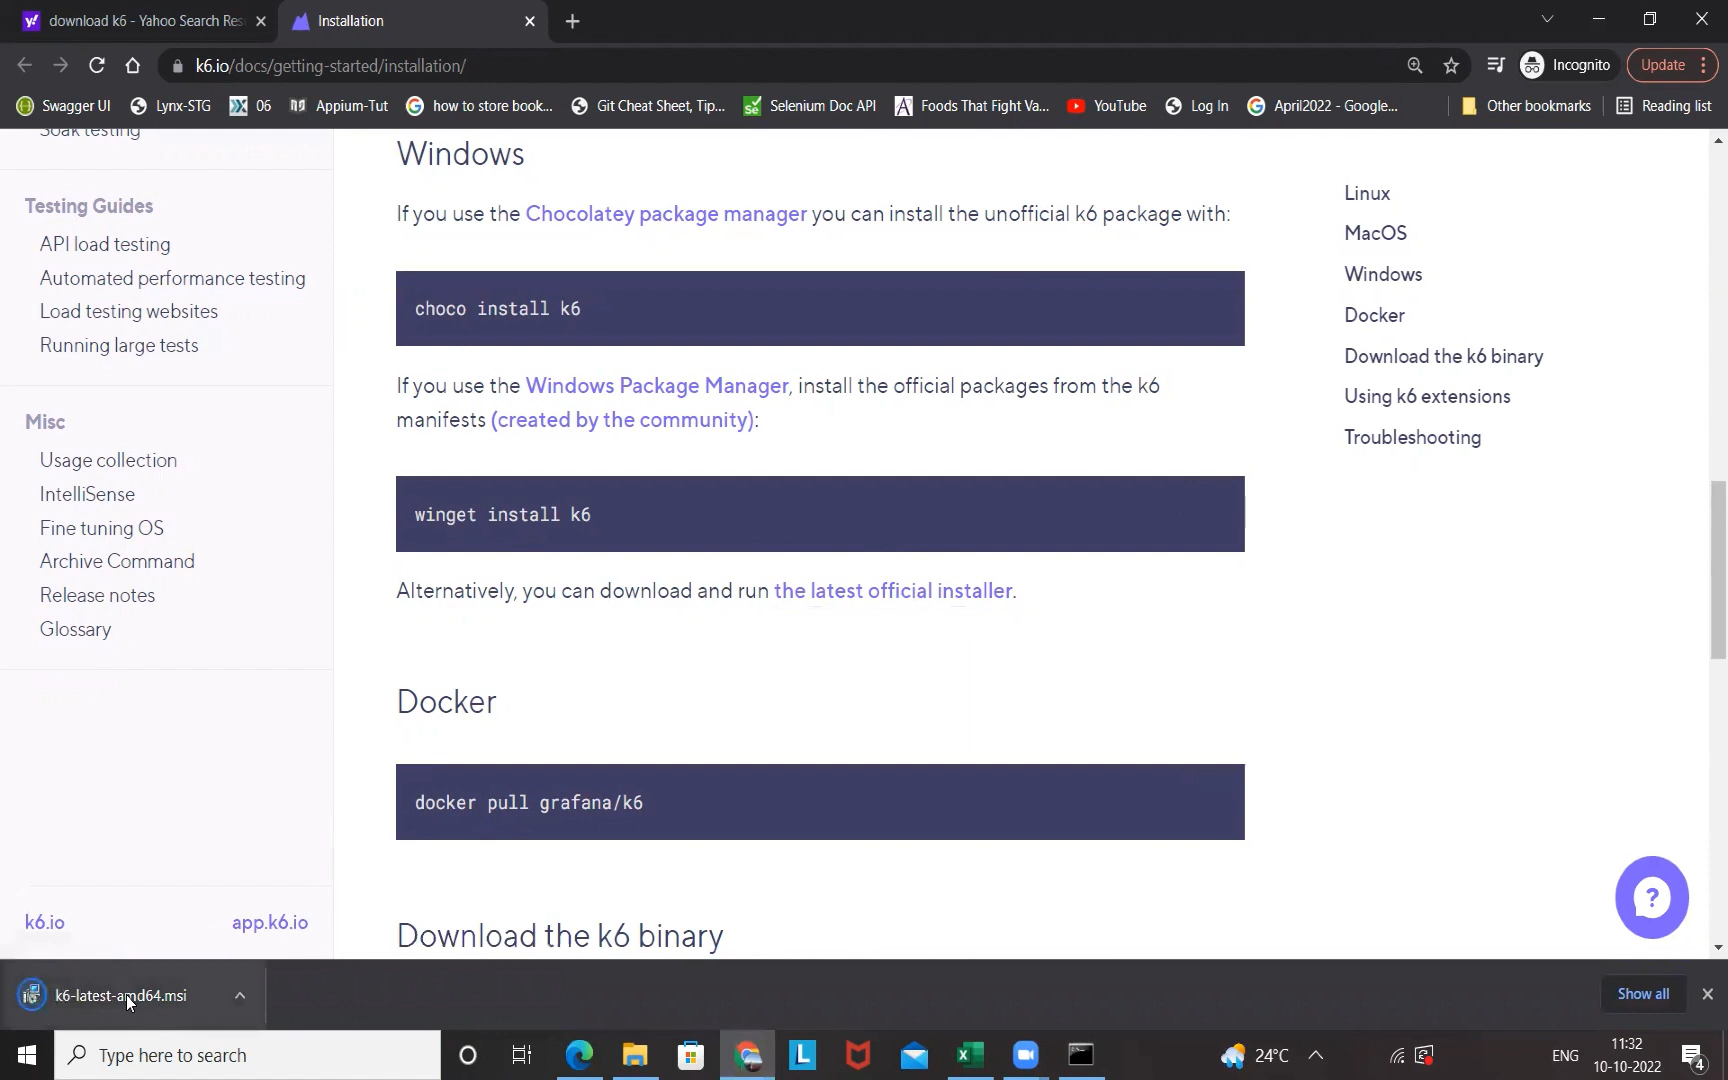 download k6 - Yahoo Search Res
Installation
k6.io/docs/getting-started/installation/
Incognito
Update
Swagger UI
Lynx-STG
06
Appium-Tut
how to store book...
Git Cheat Sheet, Tip...
Selenium Doc API
Foods That Fight Va...
YouTube
Log In
April2022 - Google...
Other bookmarks
Reading list
Soak testing
Testing Guides
API load testing
Automated performance testing
Load testing websites
Running large tests
Misc
Usage collection
IntelliSense
Fine tuning OS
Archive Command
Release notes
Glossary
k6.io
app.k6.io
Windows
If you use the Chocolatey package manager you can install the unofficial k6 package with:
choco install k6
If you use the Windows Package Manager, install the official packages from the k6
manifests (created by the community):
winget install k6
Alternatively, you can download and run the latest official installer.
Docker
docker pull grafana/k6
Download the k6 binary
Linux
MacOS
Windows
Docker
Download the k6 binary
Using k6 extensions
Troubleshooting
?
k6-latest-amd64.msi
Show all
Type here to search
L
24°C
ENG
11:32
10-10-2022
4